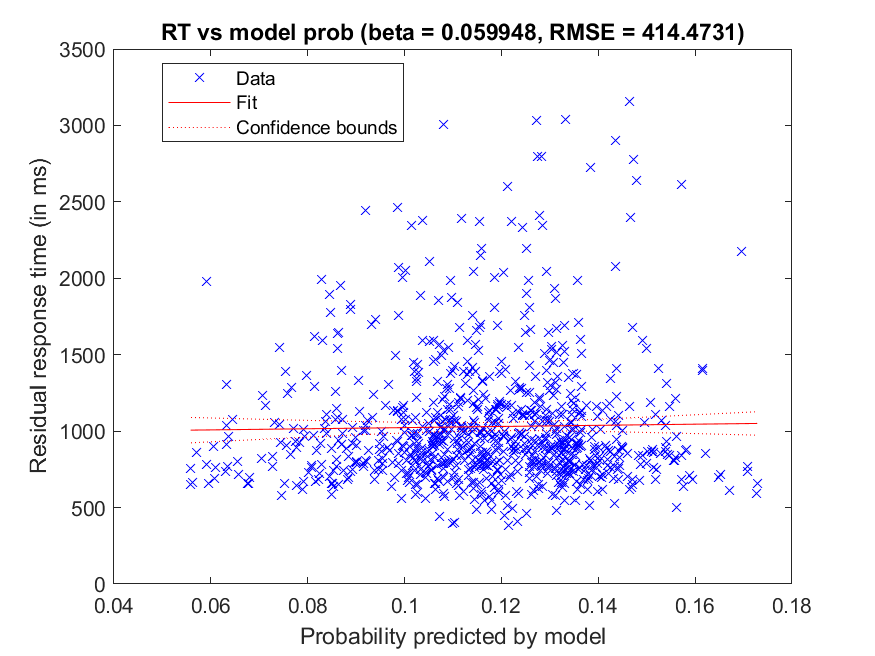 RT vs model prob (beta = 0.059948, RMSE = 414.4731)
Data
Fit
Confidence bounds
Residual response time (in ms)
3500
3000
2500
2000
1500
1000
500
0
0.04 0.06 0.08 0.1 0.12 0.14 0.16 0.18
Probability predicted by model